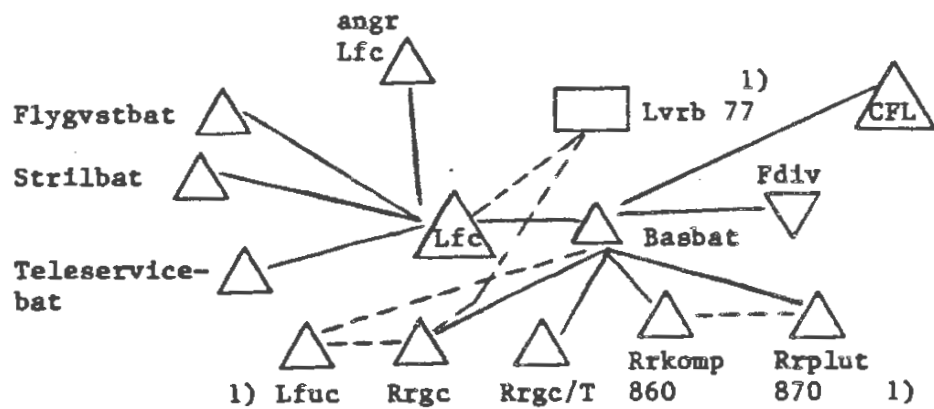 angr
Lfc
1)
Flygvstbat
Lvrb 77
CFL
Strilbat
Fdiv
Lfc
Basbat
Teleservice-
bat
Rrkomp
Rrplut
1) Lfuc
Rrgc
Rrgc/T
860
870
1)